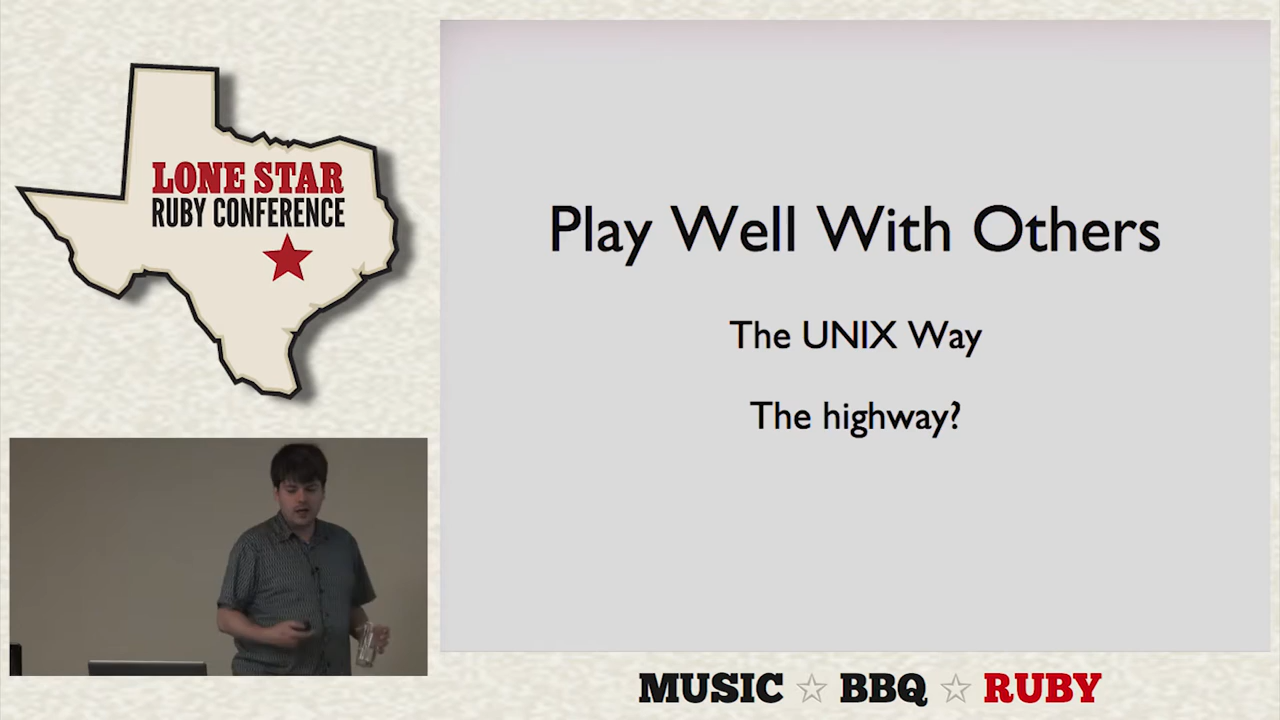 LONE STAR
RUBY CONFERENCE
Play Well With Others
The UNIX Way
The highway?
MUSIC ☆ BBQ ☆ RUBY